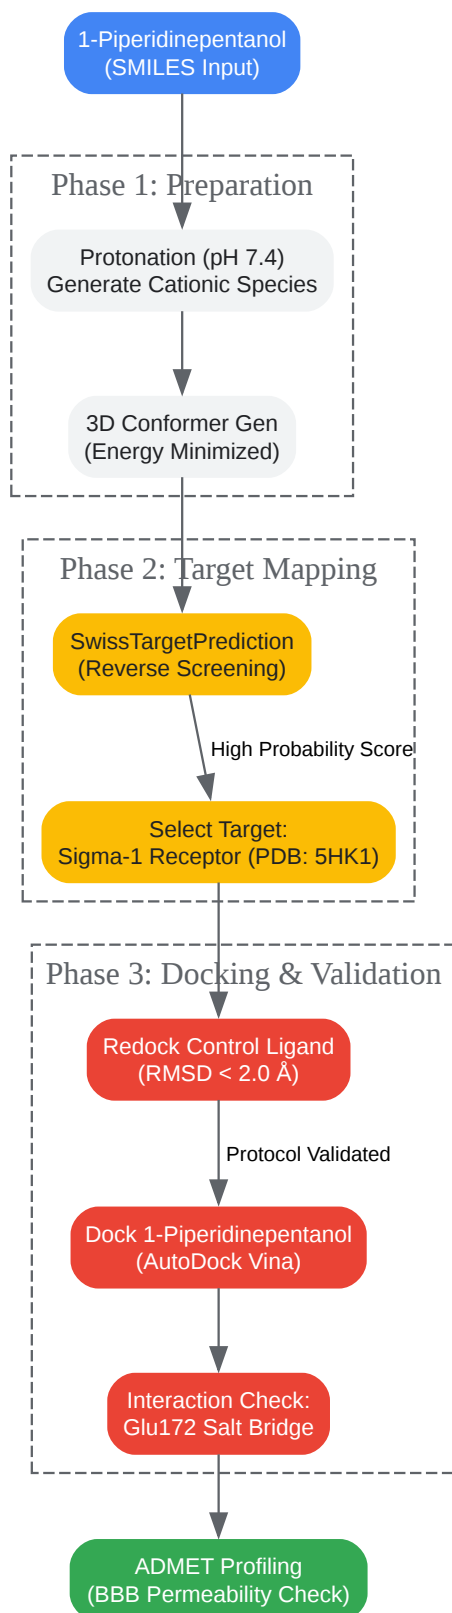 1-Piperidinepentanol
(SMILES Input)
Phase 1: Preparation
Protonation (pH 7.4)
Generate Cationic Species
3D Conformer Gen
(Energy Minimized)
Phase 2: Target Mapping
SwissTargetPrediction
(Reverse Screening)
High Probability Score
Select Target:
Sigma-1 Receptor (PDB: 5HK1)
Phase 3: Docking & Validation
Redock Control Ligand
(RMSD < 2.0 Å)
Protocol Validated
Dock 1-Piperidinepentanol
(AutoDock Vina)
Interaction Check:
Glu172 Salt Bridge
ADMET Profiling
(BBB Permeability Check)